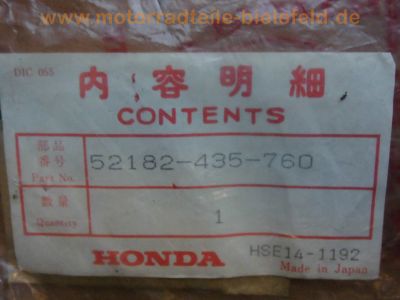 www.motorradteile-bielefeld.de
DIC 055
内容明細
CONTENTS
部品
番号
Part No.
52182-435-760
数量
Quantity
1
HONDA
HSE14-1192
Made in Japan